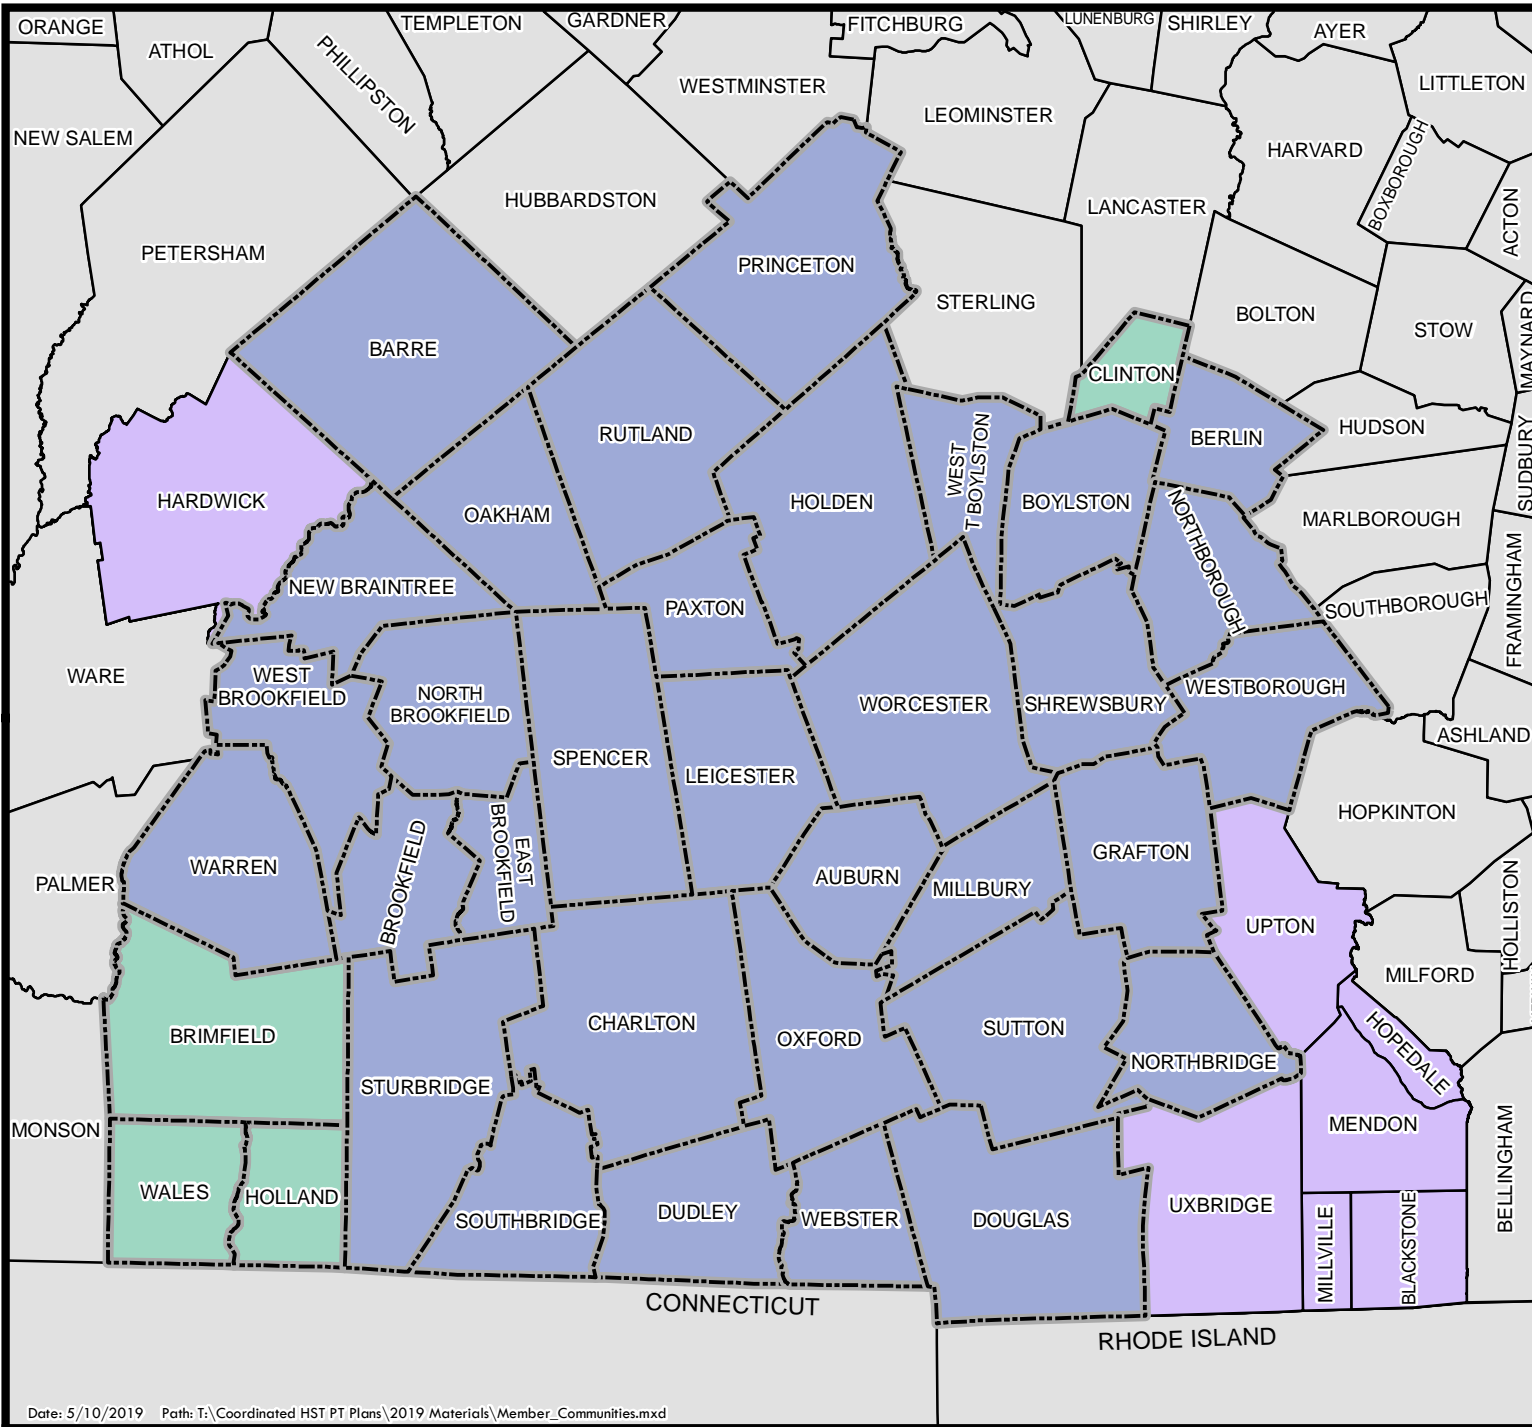 ORANGE
ATHOL
PHILLIPSTON
TEMPLETON
GARDNER
WESTMINSTER
FITCHBURG
LUNENBURG
SHIRLEY
AYER
LITTLETON
NEW SALEM
LEOMINSTER
HARVARD
BOXBOROUGH
ACTON
PETERSHAM
HUBBARDSTON
LANCASTER
PRINCETON
STERLING
BOLTON
STOW
MAYNARD
BARRE
CLINTON
RUTLAND
BERLIN
HUDSON
SUDBURY
HARDWICK
OAKHAM
HOLDEN
WEST
T BOYLSTON
BOYLSTON
NORTHBOROUGH
MARLBOROUGH
FRAMINGHAM
NEW BRAINTREE
PAXTON
SOUTHBOROUGH
WARE
WEST
BROOKFIELD
NORTH
BROOKFIELD
WORCESTER
SHREWSBURY
WESTBOROUGH
ASHLAND
SPENCER
LEICESTER
HOPKINTON
WARREN
BROOKFIELD
EAST
BROOKFIELD
AUBURN
MILLBURY
GRAFTON
PALMER
UPTON
HOLLISTON
MILFORD
BRIMFIELD
CHARLTON
OXFORD
SUTTON
HOPEDALE
STURBRIDGE
NORTHBRIDGE
MONSON
MENDON
BELLINGHAM
WALES
HOLLAND
SOUTHBRIDGE
DUDLEY
WEBSTER
DOUGLAS
UXBRIDGE
MILLVILLE
BLACKSTONE
CONNECTICUT
RHODE ISLAND
Date: 5/10/2019 Path: T:\Coordinated HST PT Plans\2019 Materials\Member_Communities.mxd